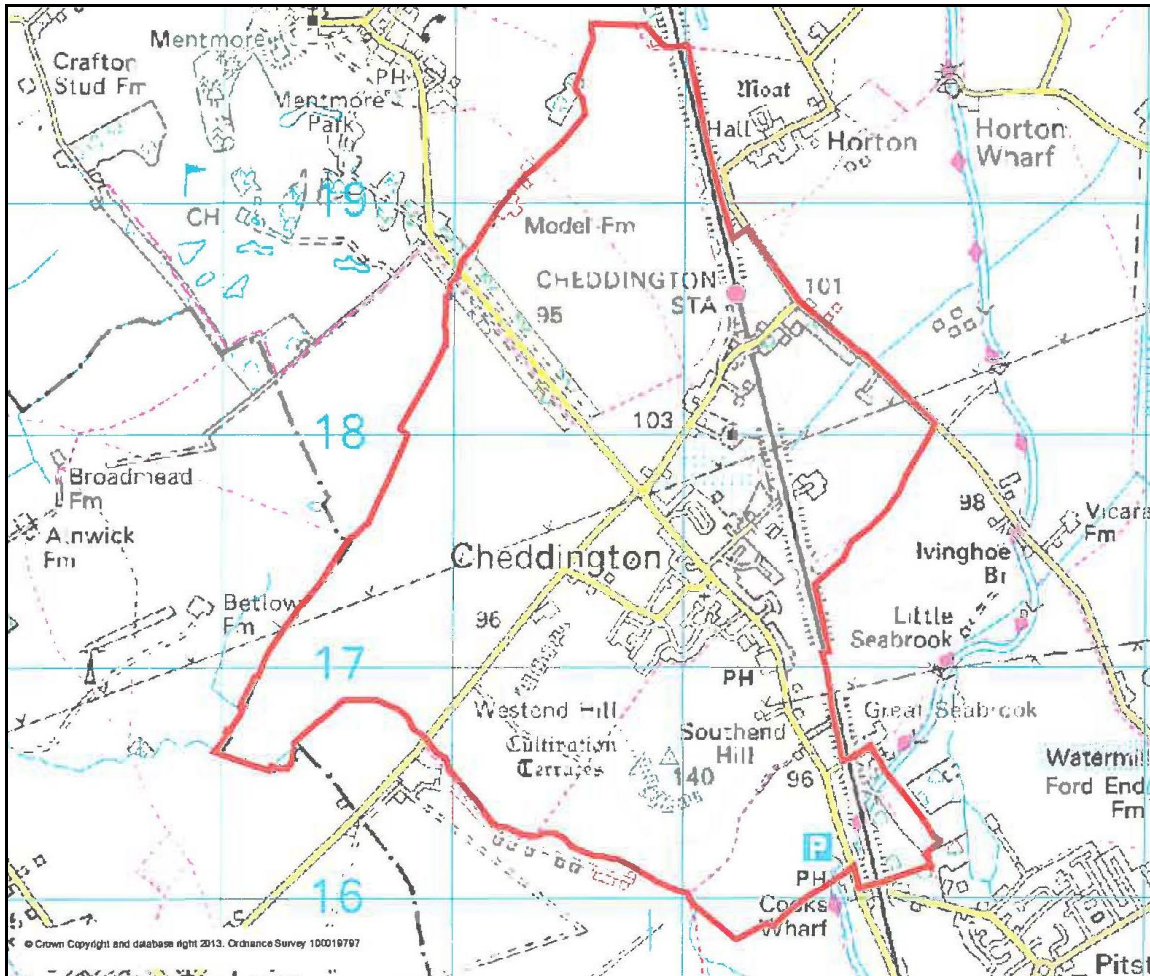 Mentmore
Crafton
Stud Fm
PH
Mentmore
Park
Moat
Hall
Horton
Horton
Wharf
19
CH
Model Fm
CHEDDINGTON
STA
101
95
103
18
Broadmead
Fm
98
Alnwick
Fm
Vicara
Fm
Ivinghoe
Br
Cheddington
Betlow
Fm
96
Little
Seabrook
17
PH
Westend Hill
Great Seabrook
Southend
Hill
Cultivation
Terraces
140
96
Watermill
Ford End
Fm
P
PH
16
Cooks
Wharf
© Crown Copyright and database right 2013. Ordnance Survey 100019797
Pitst